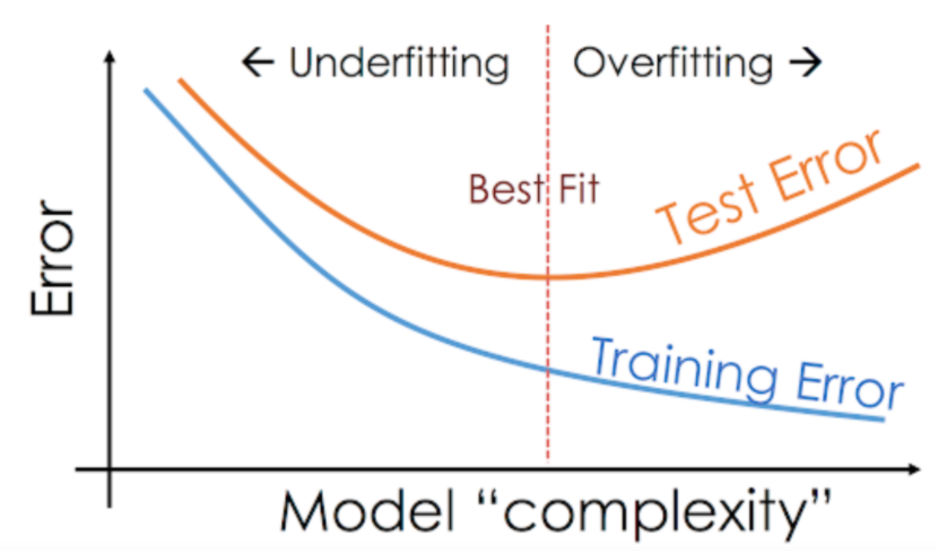 ← Underfitting
Overfitting →
Best Fit
Test Error
Error
Training Error
Model “complexity”